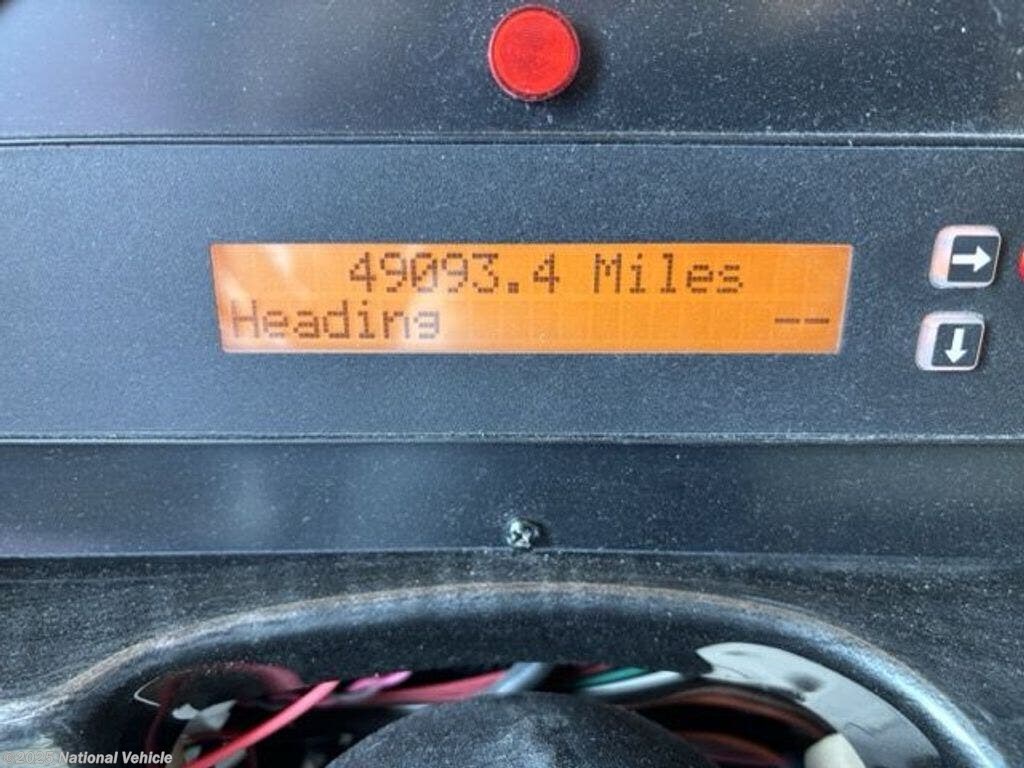 49093.4 Miles
Heading --
© 2025 National Vehicle